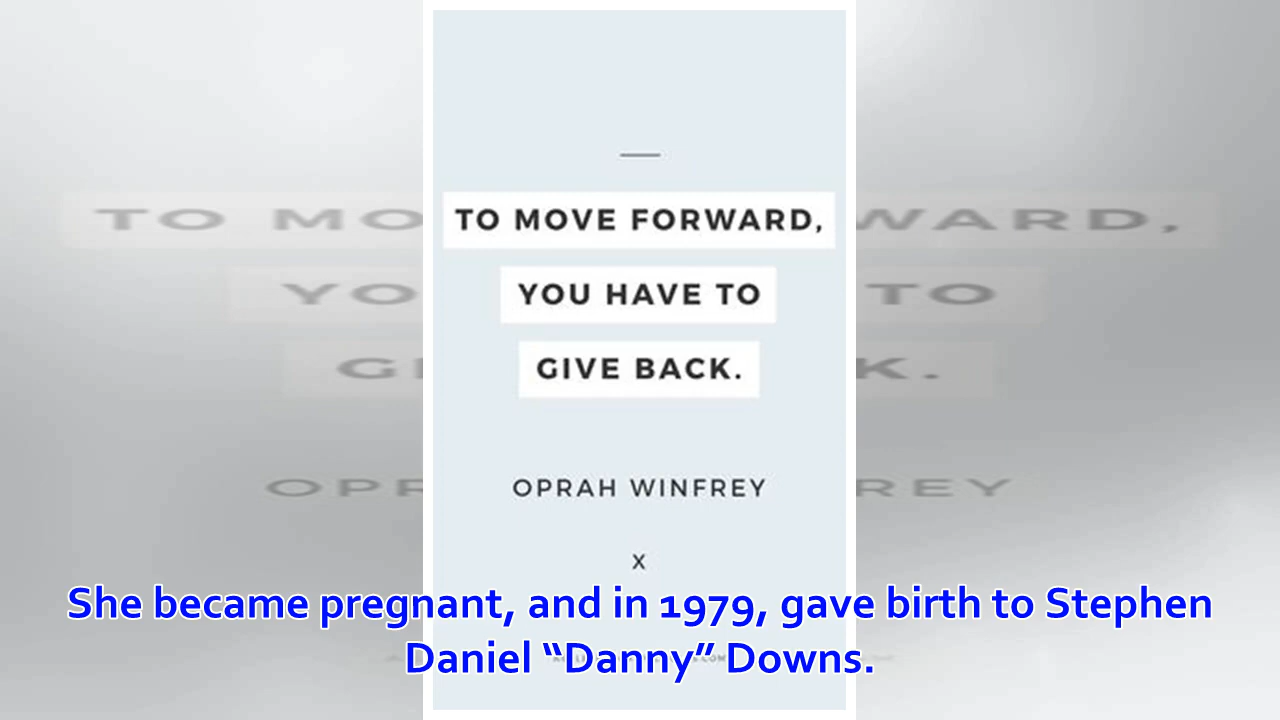 TO MOVE FORWARD,
YOU HAVE TO
GIVE BACK.
OPRAH WINFREY
X
She became pregnant, and in 1979, gave birth to Stephen
Daniel “Danny” Downs.